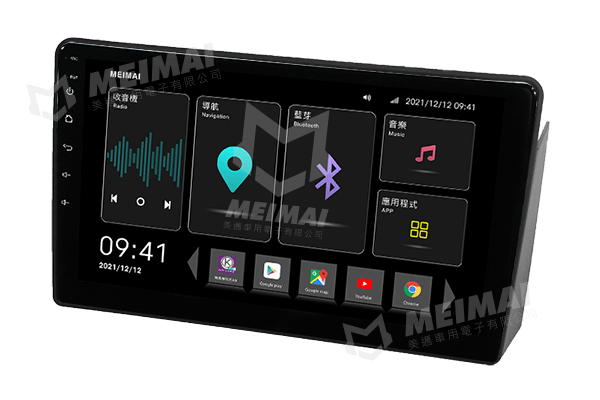 MIC
RST
MEIMAI
2021/12/12 09:41
收音機
Radio
導航
Navigation
藍芽
Bluetooth
音樂
Music
應用程式
APP
09:41
2021/12/12
Google play
Google map
YouTube
Chrome
MEIMAI
美邁車用電子有限公司
MEIMAI
美邁車用電子有限公司
MEIMAI
美邁車用電子有限公司